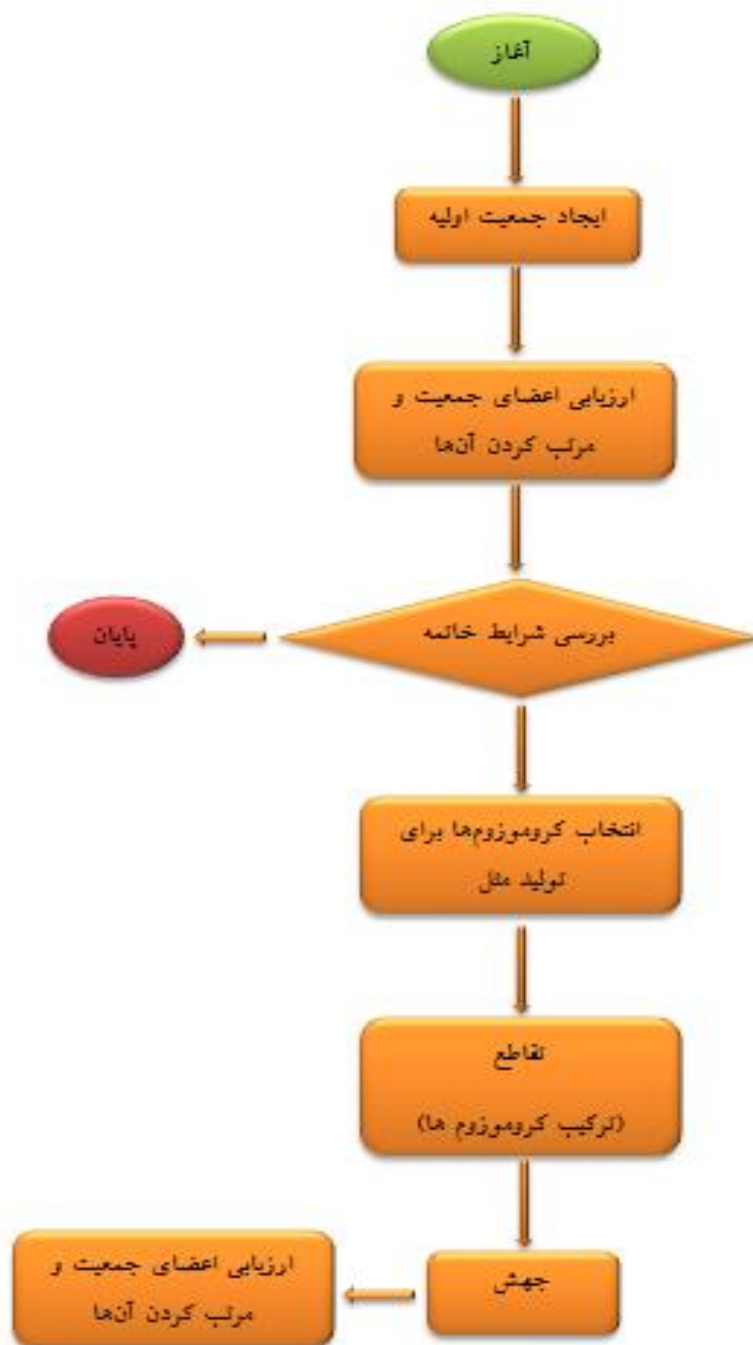 آغاز
ایجاد جمعیت اولیه
ارزیابی اعضای جمعیت و
مرتب کردن آن‌ها
بررسی شرایط خاتمه
پایان
انتخاب کروموزوم‌ها برای
تولید مثل
تقاطع
(ترکیب کروموزوم ها)
جهش
ارزیابی اعضای جمعیت و
مرتب کردن آن‌ها